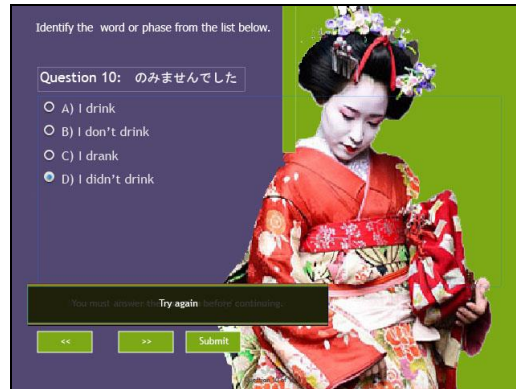 Identify the word or phase from the list below.
Question 10: のみませんでした
A) I drink
B) I don't drink
C) I drank
D) I didn't drink
You must answer the Try again before continuing.
<< >> Submit